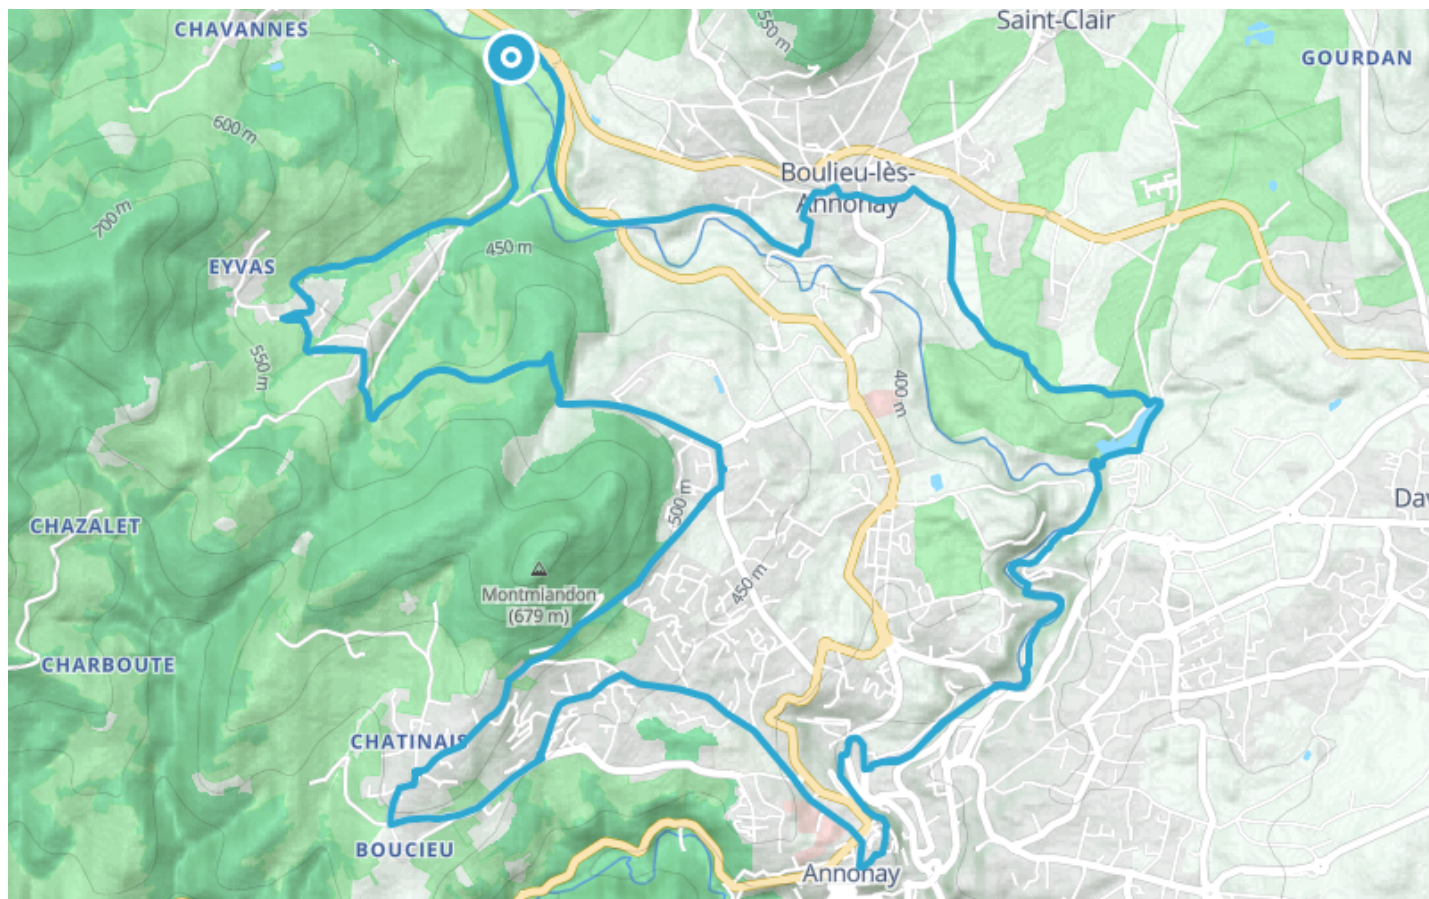 CHAVANNES
550 m
Saint-Clair
GOURDAN
600 m
Boulieu-lès-
Annonay
700 m
450 m
EYVAS
550 m
400 m
500 m
CHAZALET
Dav
450 m
Montmiandon
(679 m)
CHARBOUTE
CHATINAIS
BOUCIEU
Annonay